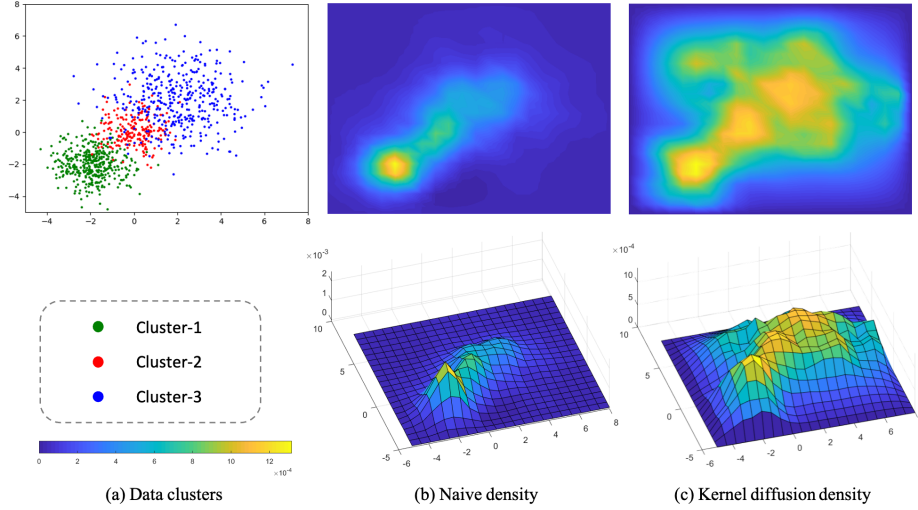 8
6
4
2
0
−2
−4
−4 −2 0 2 4 6 8
×10⁻³
2
1
0
10
5
0
-5
-6 -4 -2 0 2 4 6 8
×10⁻⁴
10
5
0
10
5
0
-5
-6 -4 -2 0 2 4 6
Cluster-1
Cluster-2
Cluster-3
0 2 4 6 8 10 12
×10⁻⁴
(a) Data clusters
(b) Naive density
(c) Kernel diffusion density